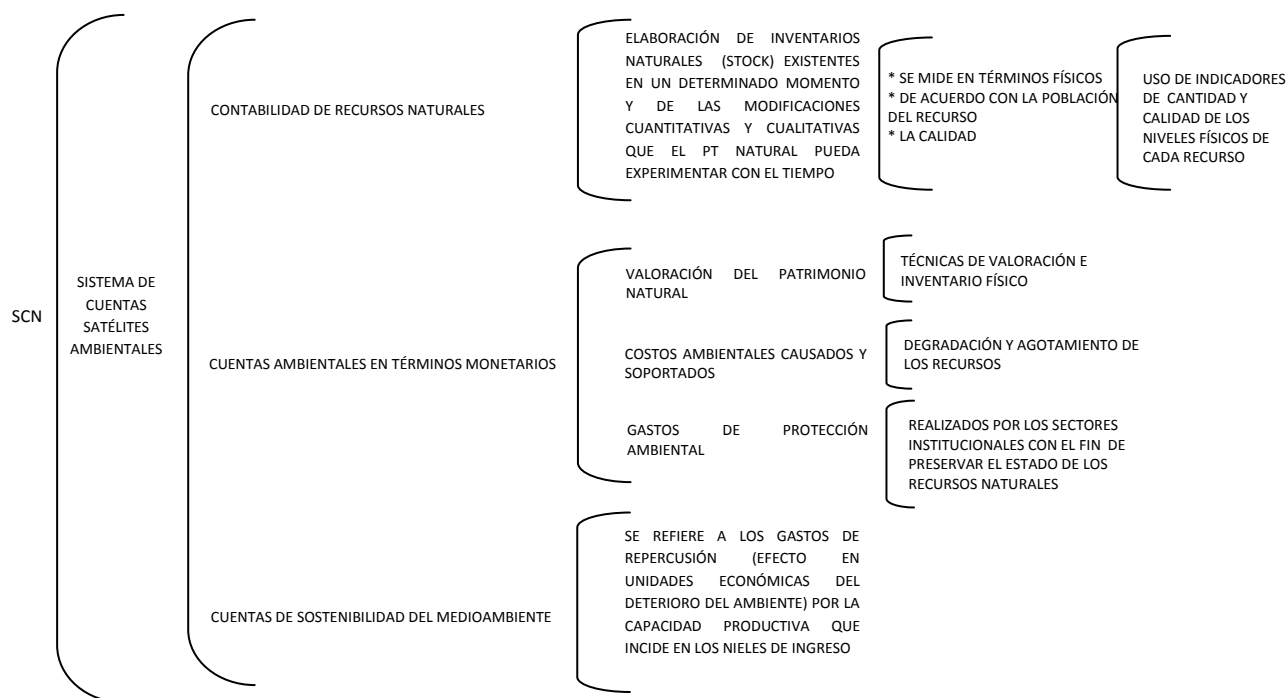 SCN
SISTEMA DE
CUENTAS
SATÉLITES
AMBIENTALES
CONTABILIDAD DE RECURSOS NATURALES
ELABORACIÓN DE INVENTARIOS
NATURALES (STOCK) EXISTENTES
EN UN DETERMINADO MOMENTO
Y DE LAS MODIFICACIONES
CUANTITATIVAS Y CUALITATIVAS
QUE EL PT NATURAL PUEDA
EXPERIMENTAR CON EL TIEMPO
* SE MIDE EN TÉRMINOS FÍSICOS
* DE ACUERDO CON LA POBLACIÓN
DEL RECURSO
* LA CALIDAD
USO DE INDICADORES
DE CANTIDAD Y
CALIDAD DE LOS
NIVELES FÍSICOS DE
CADA RECURSO
CUENTAS AMBIENTALES EN TÉRMINOS MONETARIOS
VALORACIÓN DEL PATRIMONIO
NATURAL
TÉCNICAS DE VALORACIÓN E
INVENTARIO FÍSICO
COSTOS AMBIENTALES CAUSADOS Y
SOPORTADOS
DEGRADACIÓN Y AGOTAMIENTO DE
LOS RECURSOS
GASTOS DE PROTECCIÓN
AMBIENTAL
REALIZADOS POR LOS SECTORES
INSTITUCIONALES CON EL FIN DE
PRESERVAR EL ESTADO DE LOS
RECURSOS NATURALES
CUENTAS DE SOSTENIBILIDAD DEL MEDIOAMBIENTE
SE REFIERE A LOS GASTOS DE
REPERCUSIÓN (EFECTO EN
UNIDADES ECONÓMICAS DEL
DETERIORO DEL AMBIENTE) POR LA
CAPACIDAD PRODUCTIVA QUE
INCIDE EN LOS NIELES DE INGRESO